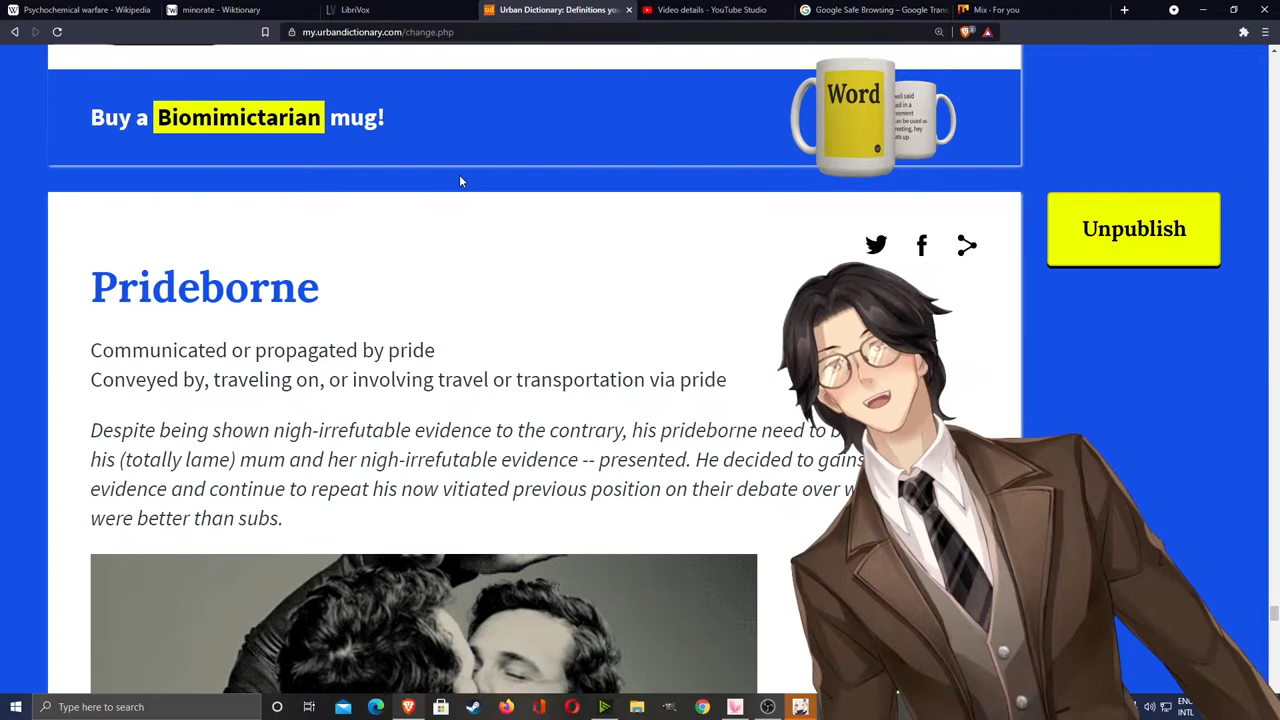 Psychochemical warfare - Wikipedia
minorate - Wiktionary
LibriVox
Urban Dictionary: Definitions you
Video details - YouTube Studio
Google Safe Browsing – Google Tran
Mix - For you
my.urbandictionary.com/change.php
Buy a Biomimictarian mug!
Word
Unpublish
Prideborne
Communicated or propagated by pride
Conveyed by, traveling on, or involving travel or transportation via pride
Despite being shown nigh-irrefutable evidence to the contrary, his prideborne need to
his (totally lame) mum and her nigh-irrefutable evidence -- presented. He decided to gains
evidence and continue to repeat his now vitiated previous position on their debate over
were better than subs.
Type here to search
ENG
INTL